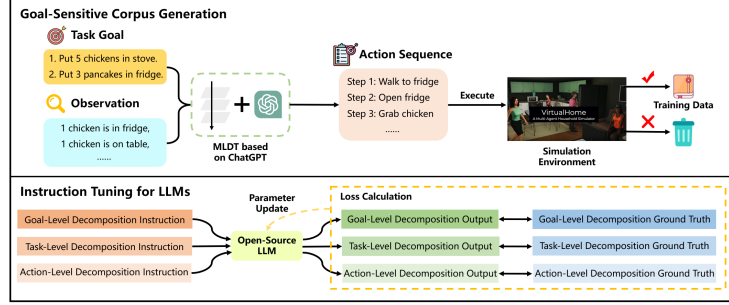 Goal-Sensitive Corpus Generation
Task Goal
1. Put 5 chickens in stove.
2. Put 3 pancakes in fridge.
Observation
1 chicken is in fridge,
1 chicken is on table,
......
MLDT based
on ChatGPT
Action Sequence
Step 1: Walk to fridge
Step 2: Open fridge
Step 3: Grab chicken
......
Execute
VirtualHome
A Multi Agent Household Simulator
Simulation
Environment
Training Data
Instruction Tuning for LLMs
Parameter
Update
Loss Calculation
Goal-Level Decomposition Instruction
Task-Level Decomposition Instruction
Action-Level Decomposition Instruction
Open-Source
LLM
Goal-Level Decomposition Output
Task-Level Decomposition Output
Action-Level Decomposition Output
Goal-Level Decomposition Ground Truth
Task-Level Decomposition Ground Truth
Action-Level Decomposition Ground Truth